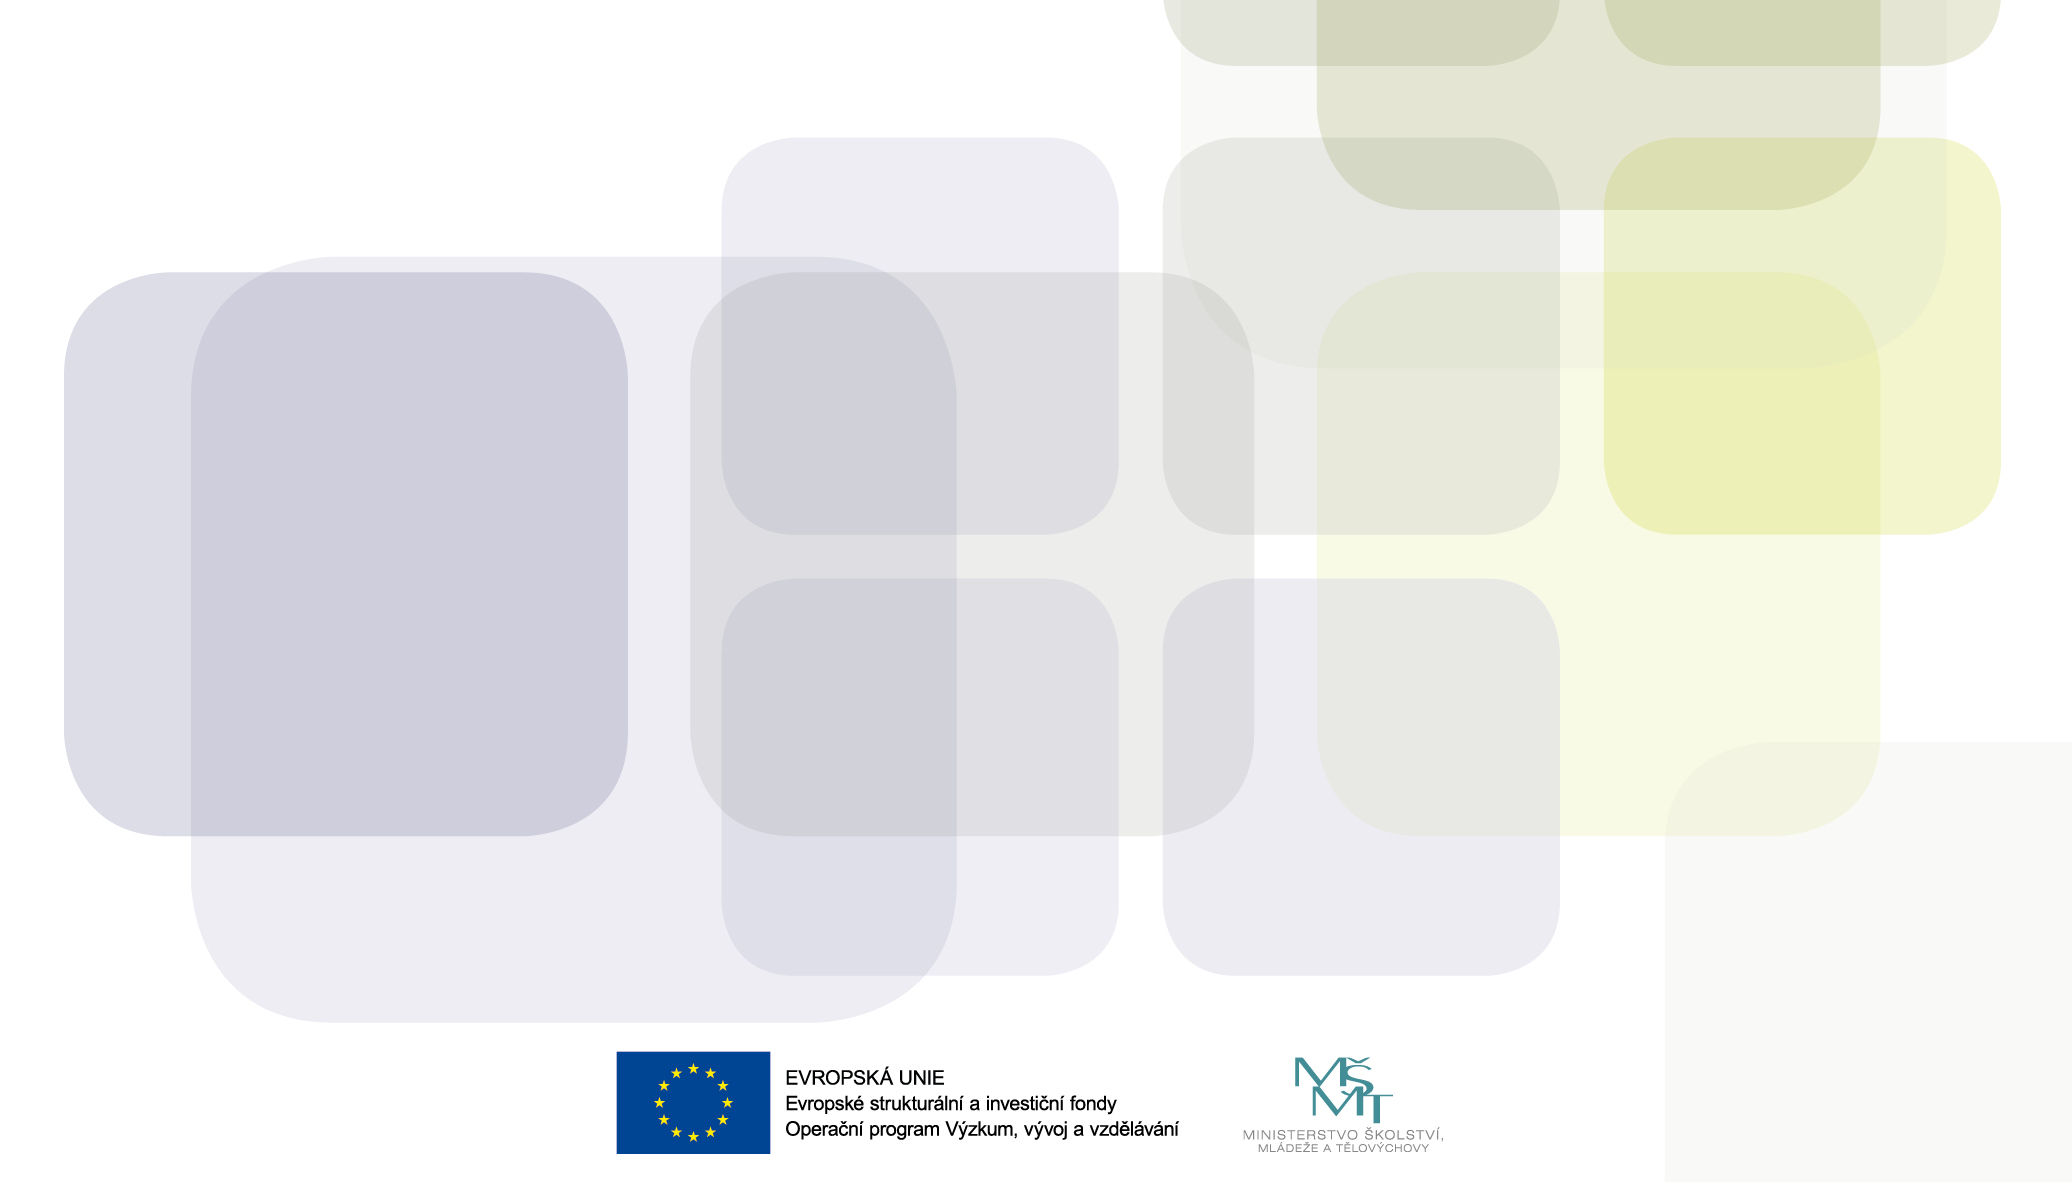 EVROPSKÁ UNIE
Evropské strukturální a investiční fondy
Operační program Výzkum, vývoj a vzdělávání
MŠMT
MINISTERSTVO ŠKOLSTVÍ,
MLÁDEŽE A TĚLOVÝCHOVY